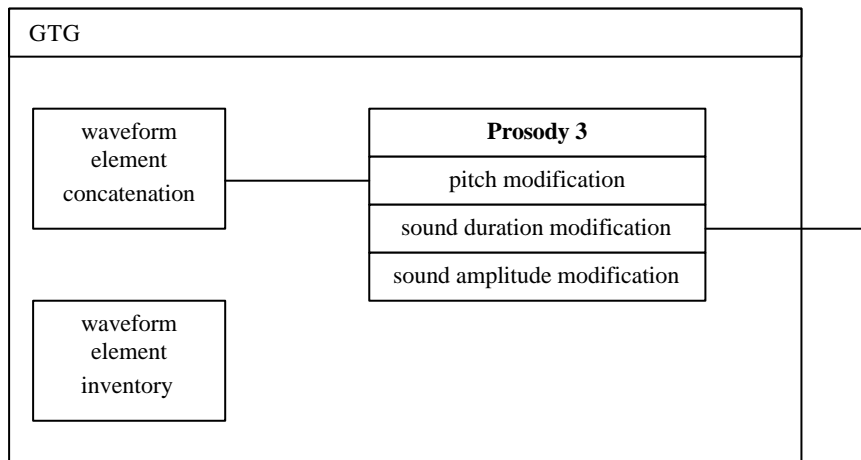 GTG
waveform
element
concatenation
Prosody 3
pitch modification
sound duration modification
sound amplitude modification
waveform
element
inventory